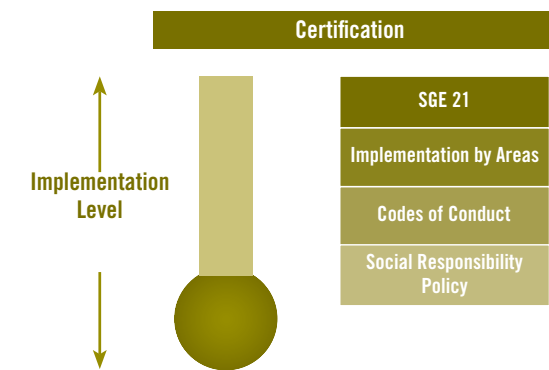 Certification
Implementation
Level
SGE 21
Implementation by Areas
Codes of Conduct
Social Responsibility
Policy